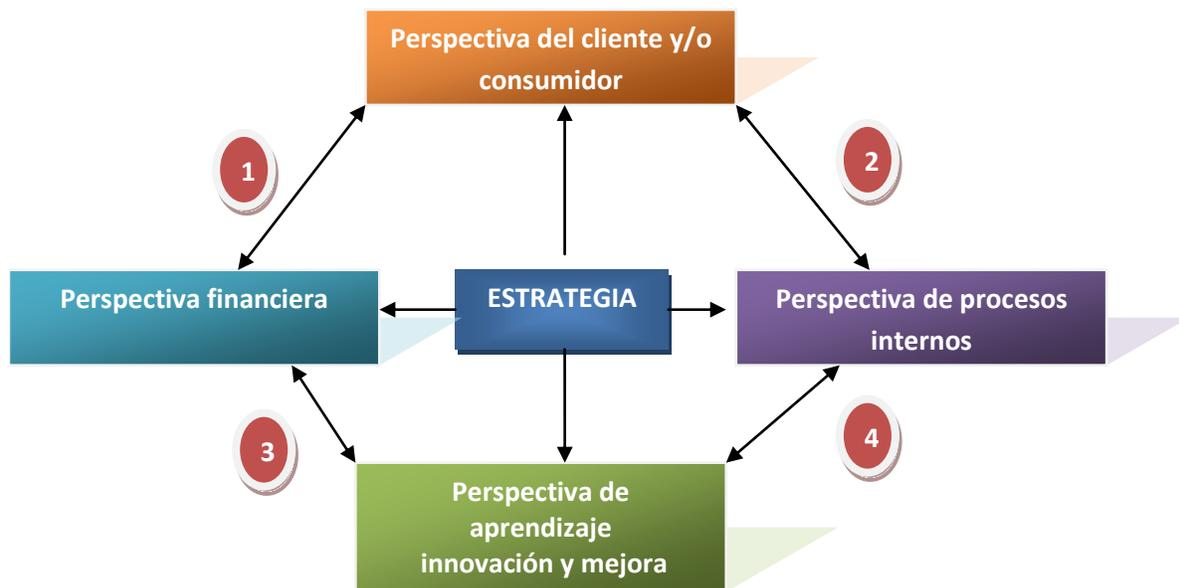 Perspectiva del cliente y/o
consumidor
1
2
Perspectiva financiera
ESTRATEGIA
Perspectiva de procesos
internos
3
4
Perspectiva de
aprendizaje
innovación y mejora